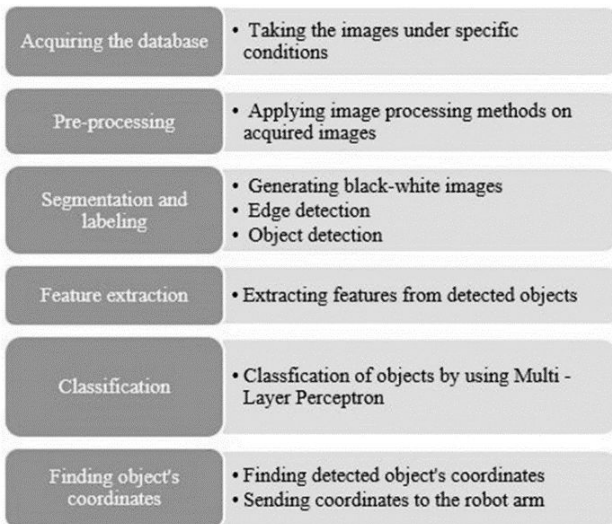 Acquiring the database
• Taking the images under specific
conditions
Pre-processing
• Applying image processing methods on
acquired images
Segmentation and
labeling
• Generating black-white images
• Edge detection
• Object detection
Feature extraction
• Extracting features from detected objects
Classification
• Classfication of objects by using Multi -
Layer Perceptron
Finding object's
coordinates
• Finding detected object's coordinates
• Sending coordinates to the robot arm